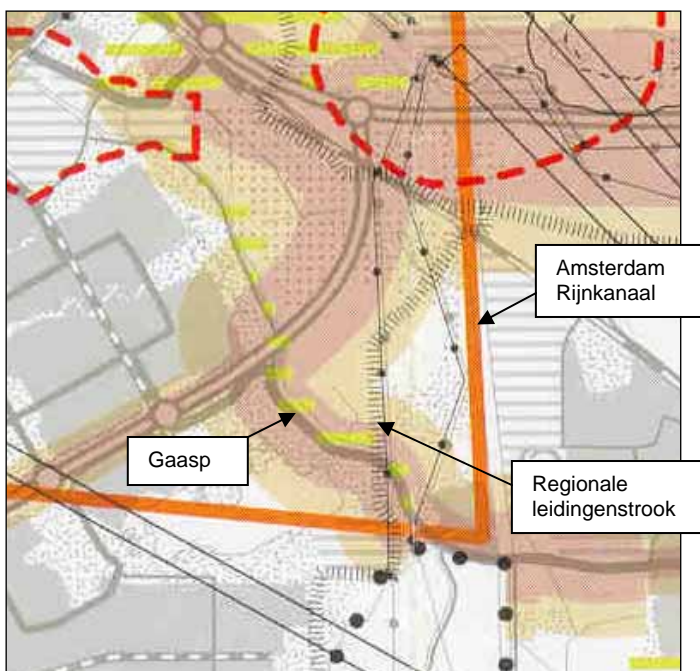 Amsterdam
Rijnkanaal
Gaasp
Regionale
leidingenstrook